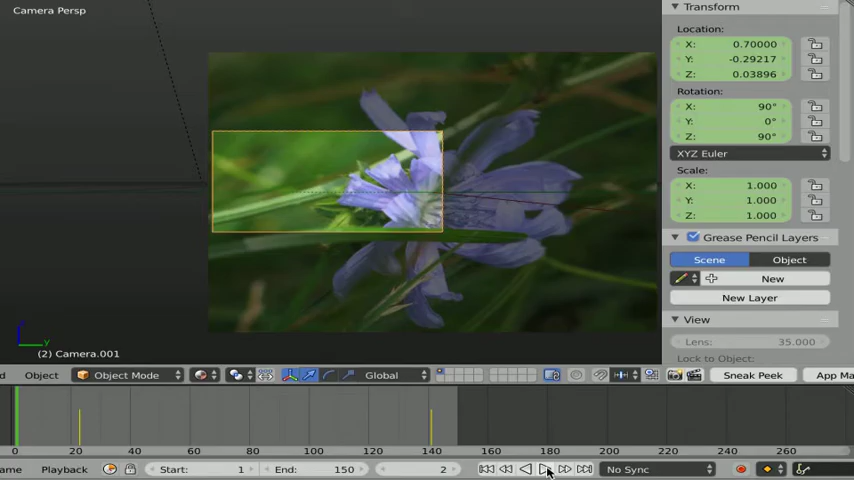 Camera Persp
Transform
Location:
X: 0.70000
Y: -0.29217
Z: 0.03896
Rotation:
X: 90°
Y: 0°
Z: 90°
XYZ Euler
Scale:
X: 1.000
Y: 1.000
Z: 1.000
Grease Pencil Layers
Scene Object
New
New Layer
View
Lens: 35.000
Lock to Object:
z
y
(2) Camera.001
d Object Object Mode Global Sneak Peek App Ma
0 20 40 60 80 100 120 140 160 180 200 220 240 260
ame Playback Start: 1 End: 150 2 No Sync